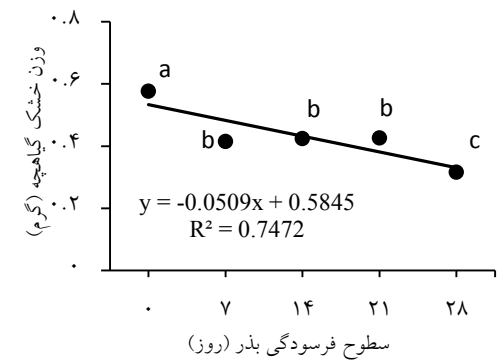 وزن خشک گیاهچه (گرم)
۰.۸
۰.۶
۰.۴
۰.۲
۰
a
b
b
b
c
y = -0.0509x + 0.5845
R² = 0.7472
۰ ۷ ۱۴ ۲۱ ۲۸
سطوح فرسودگی بذر (روز)